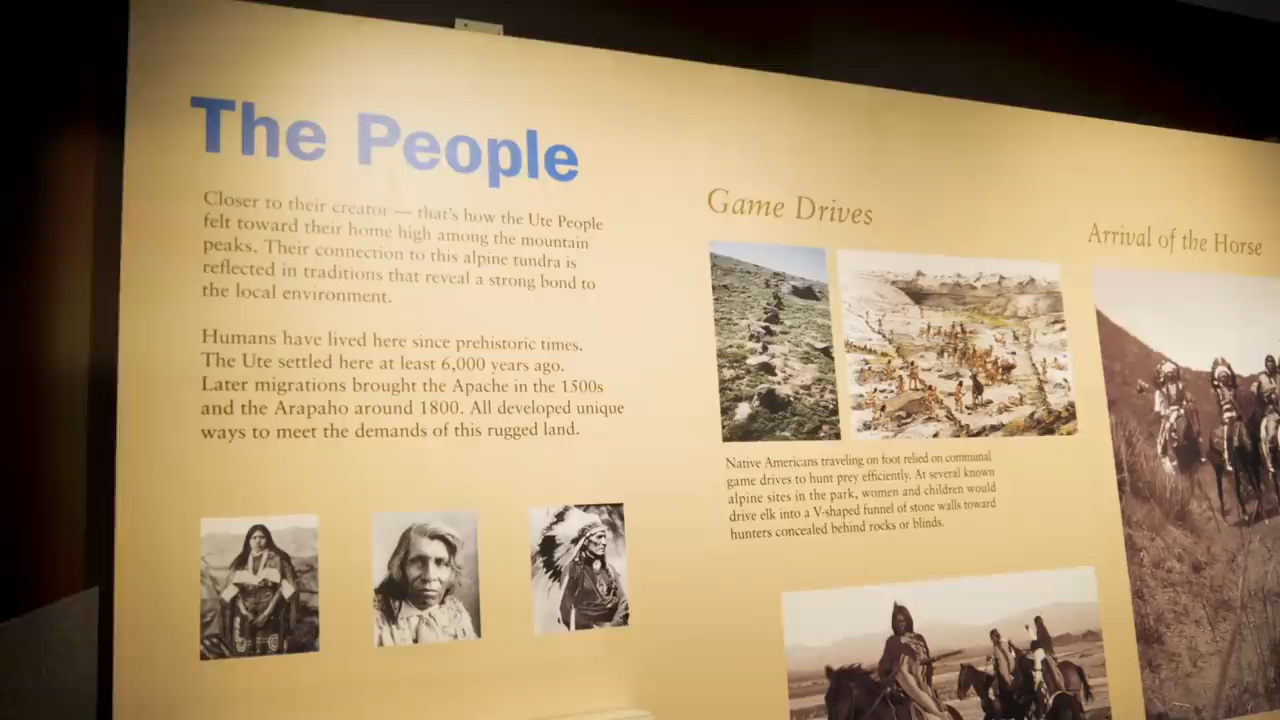 The People
Closer to their creator — that's how the Ute People
felt toward their home high among the mountain
peaks. Their connection to this alpine tundra is
reflected in traditions that reveal a strong bond to
the local environment.
Humans have lived here since prehistoric times.
The Ute settled here at least 6,000 years ago.
Later migrations brought the Apache in the 1500s
and the Arapaho around 1800. All developed unique
ways to meet the demands of this rugged land.
Game Drives
Native Americans traveling on foot relied on communal
game drives to hunt prey efficiently. At several known
alpine sites in the park, women and children would
drive elk into a V-shaped funnel of stone walls toward
hunters concealed behind rocks or blinds.
Arrival of the Horse